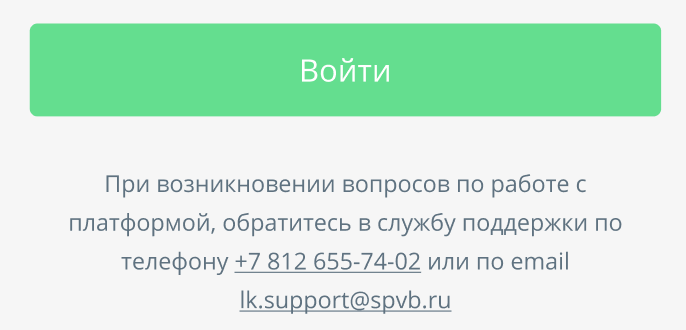 Войти
При возникновении вопросов по работе с
платформой, обратитесь в службу поддержки по
телефону +7 812 655-74-02 или по email
lk.support@spvb.ru